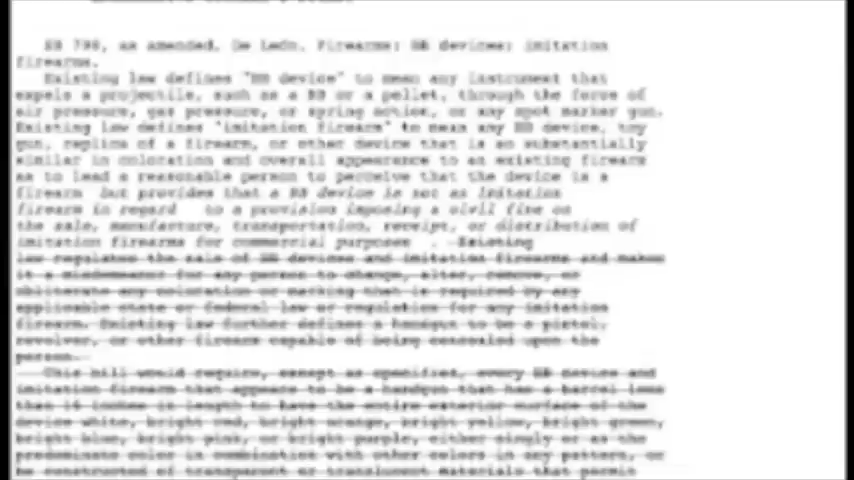 SB 798, as amended, De León. Firearms: BB devices: imitation
firearms.
Existing law defines "BB device" to mean any instrument that
expels a projectile, such as a BB or a pellet, through the force of
air pressure, gas pressure, or spring action, or any spot marker gun.
Existing law defines "imitation firearm" to mean any BB device, toy
gun, replica of a firearm, or other device that is so substantially
similar in coloration and overall appearance to an existing firearm
as to lead a reasonable person to perceive that the device is a
firearm but provides that a BB device is not an imitation
firearm in regard to a provision imposing a civil fine on
the sale, manufacture, transportation, receipt, or distribution of
imitation firearms for commercial purposes . Existing
law regulates the sale of BB devices and imitation firearms and makes
it a misdemeanor for any person to change, alter, remove, or
obliterate any coloration or marking that is required by any
applicable state or federal law or regulation for any imitation
firearm. Existing law further defines a handgun to be a pistol,
revolver, or other firearm capable of being concealed upon the
person.
This bill would require, except as specified, every BB device and
imitation firearm that appears to be a handgun that has a barrel less
than 16 inches in length to have the entire exterior surface of the
device white, bright red, bright orange, bright yellow, bright green,
bright blue, bright pink, or bright purple, either singly or as the
predominate color in combination with other colors in any pattern, or
be constructed of transparent or translucent materials that permit